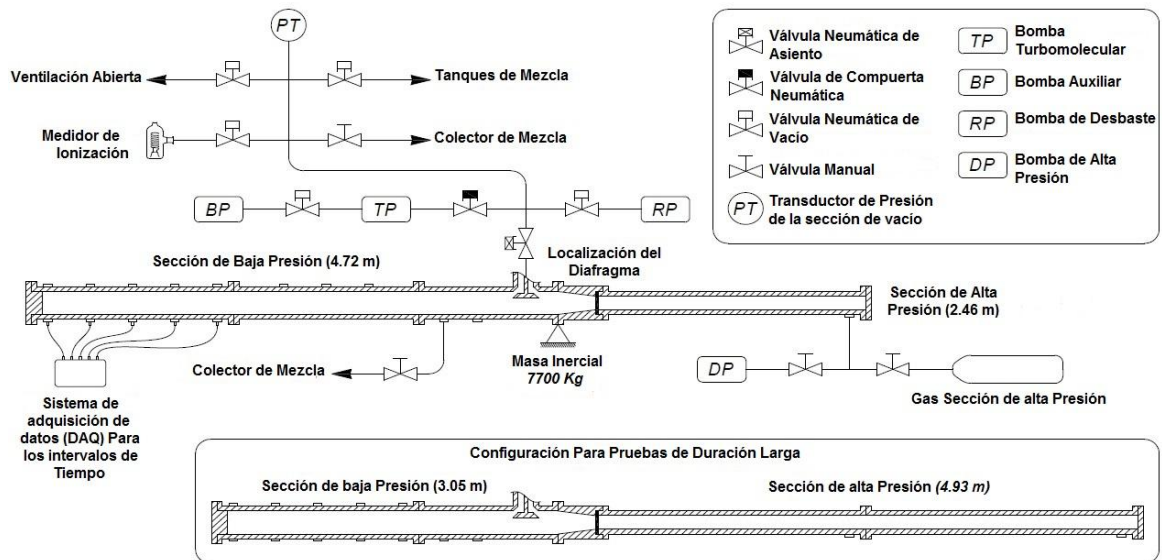 PT
Ventilación Abierta
Tanques de Mezcla
Medidor de
Ionización
Colector de Mezcla
BP
TP
RP
Válvula Neumática de
Asiento
Válvula de Compuerta
Neumática
Válvula Neumática de
Vacío
Válvula Manual
PT
Transductor de Presión
de la sección de vacío
TP
Bomba
Turbomolecular
BP
Bomba Auxiliar
RP
Bomba de Desbaste
DP
Bomba de Alta
Presión
Sección de Baja Presión (4.72 m)
Localización del
Diafragma
Sección de Alta
Presión (2.46 m)
Masa Inercial
7700 Kg
Colector de Mezcla
DP
Gas Sección de alta Presión
Sistema de
adquisición de
datos (DAQ) Para
los intervalos de
Tiempo
Configuración Para Pruebas de Duración Larga
Sección de baja Presión (3.05 m)
Sección de alta Presión (4.93 m)